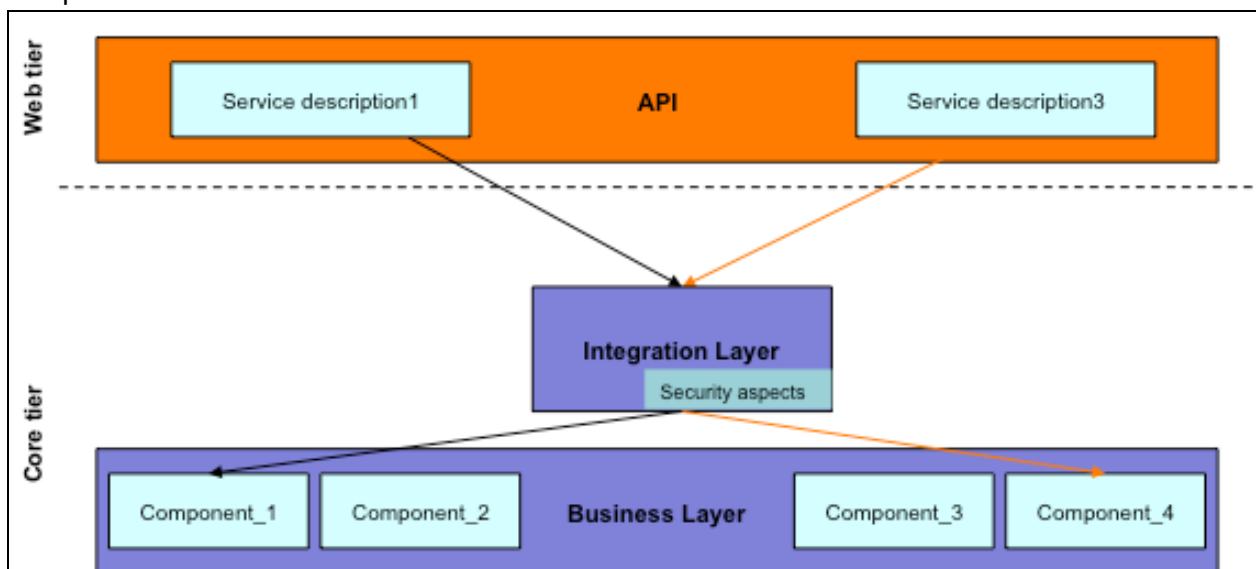 Web tier
Service description1
API
Service description3
Integration Layer
Security aspects
Core tier
Component_1
Component_2
Business Layer
Component_3
Component_4